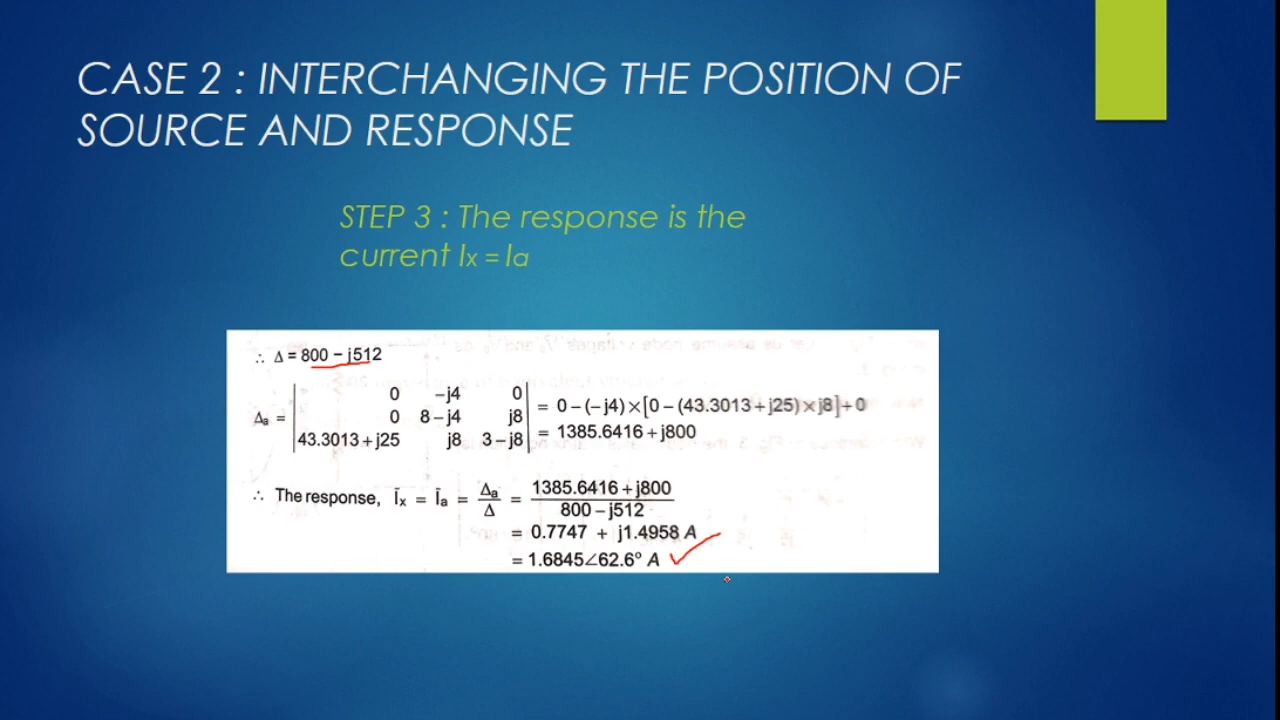 CASE 2 : INTERCHANGING THE POSITION OF
SOURCE AND RESPONSE
STEP 3 : The response is the
current Ix = Ia
∴ Δ = 800 – j512
Δa = | 0 -j4 0 | = 0 – (– j4) × [0 – (43.3013 + j25) × j8] + 0
0 8 – j4 j8
43.3013 + j25 j8 3 – j8 = 1385.6416 + j800
∴ The response, Īx = Īa = Δa / Δ = 1385.6416 + j800 / 800 – j512
= 0.7747 + j1.4958 A
= 1.6845∠62.6° A